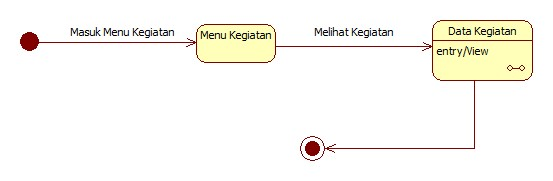 Masuk Menu Kegiatan
Menu Kegiatan
Melihat Kegiatan
Data Kegiatan
entry/View